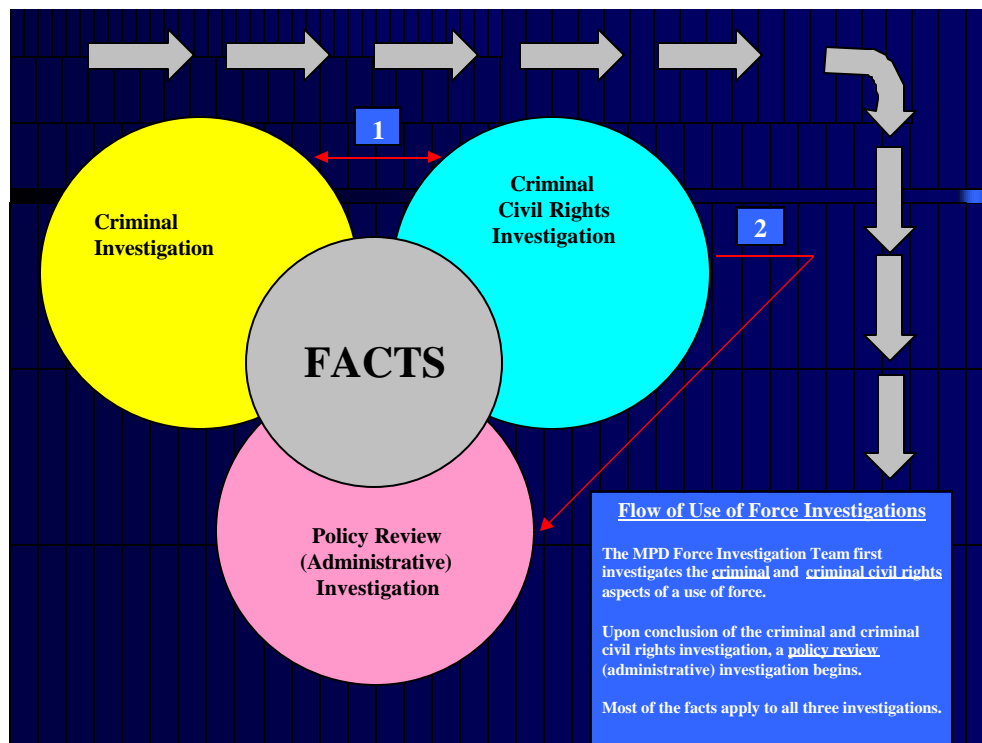 1
Criminal
Investigation
Criminal
Civil Rights
Investigation
2
FACTS
Policy Review
(Administrative)
Investigation
Flow of Use of Force Investigations
The MPD Force Investigation Team first
investigates the criminal and criminal civil rights
aspects of a use of force.
Upon conclusion of the criminal and criminal
civil rights investigation, a policy review
(administrative) investigation begins.
Most of the facts apply to all three investigations.